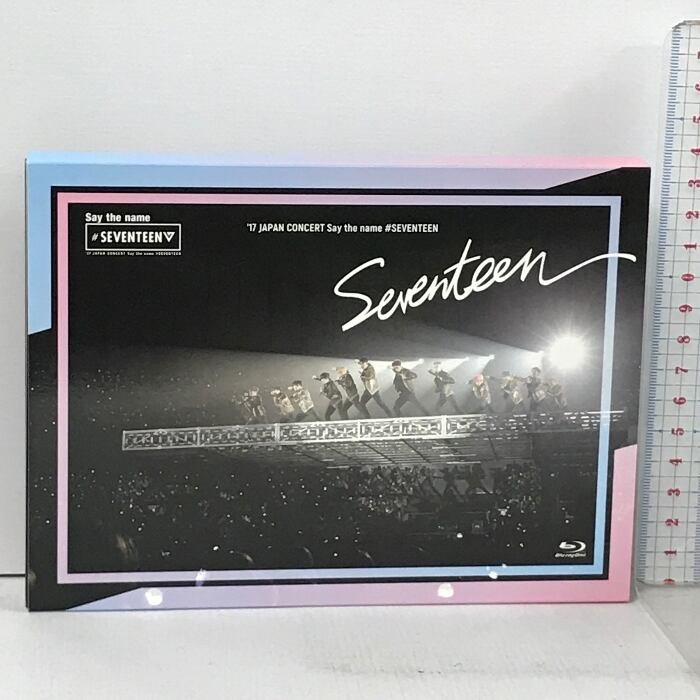 Say the name
# SEVENTEEN
'17 JAPAN CONCERT Say the name #SEVENTEEN
'17 JAPAN CONCERT Say the name #SEVENTEEN
Seventeen
Blu-ray Disc